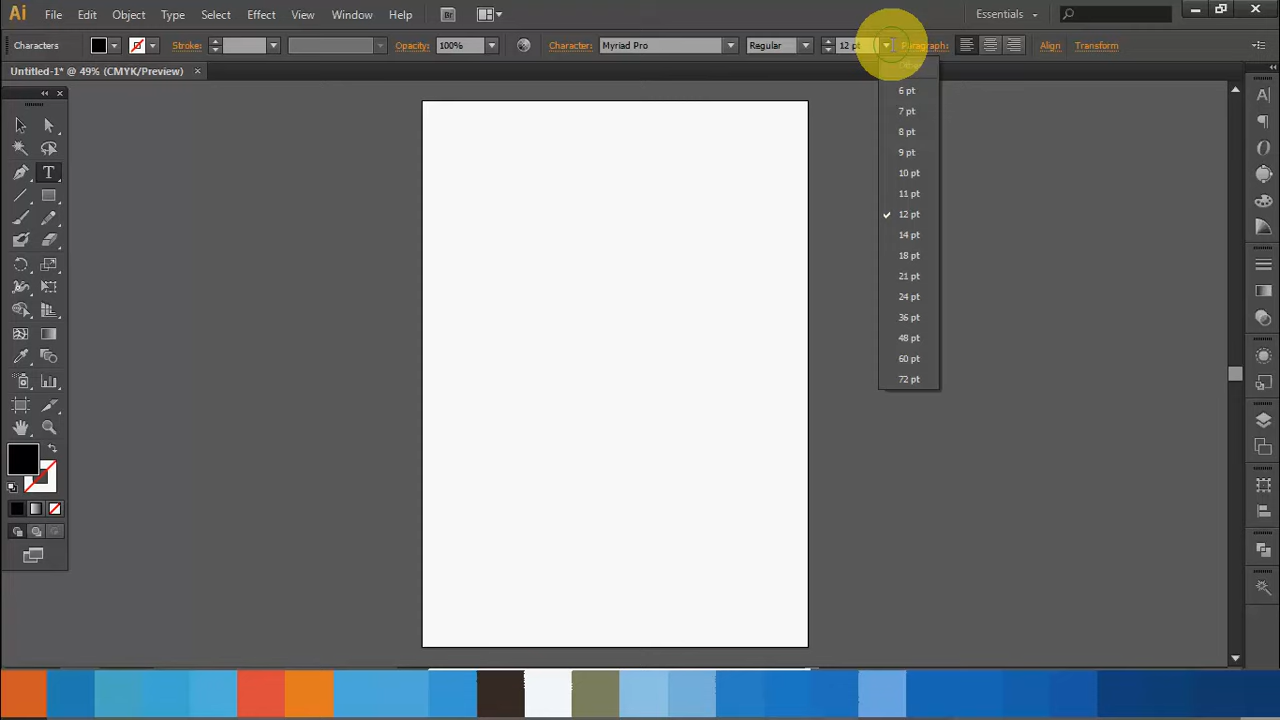 Ai File Edit Object Type Select Effect View Window Help Br Essentials
Characters Stroke: Opacity: 100% Character: Myriad Pro Regular 12 pt Paragraph: Align Transform
Untitled-1* @ 49% (CMYK/Preview)
Other
6 pt
7 pt
8 pt
9 pt
10 pt
11 pt
12 pt
14 pt
18 pt
21 pt
24 pt
36 pt
48 pt
60 pt
72 pt